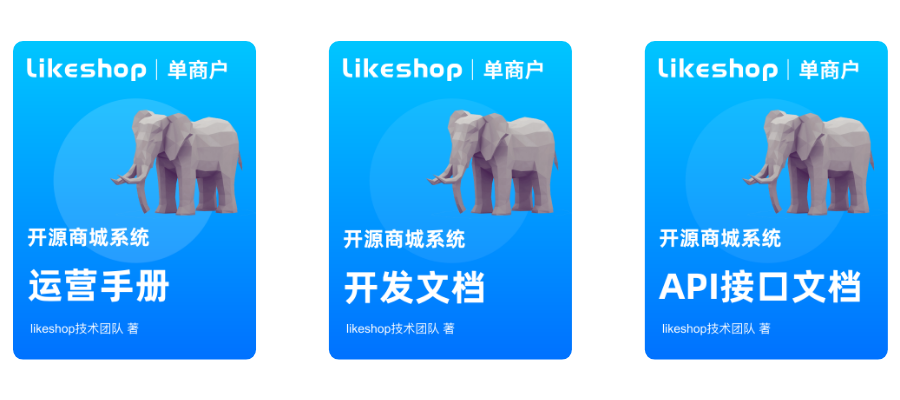 likeshop | 单商户
开源商城系统
运营手册
likeshop技术团队 著
likeshop | 单商户
开源商城系统
开发文档
likeshop技术团队 著
likeshop | 单商户
开源商城系统
API接口文档
likeshop技术团队 著